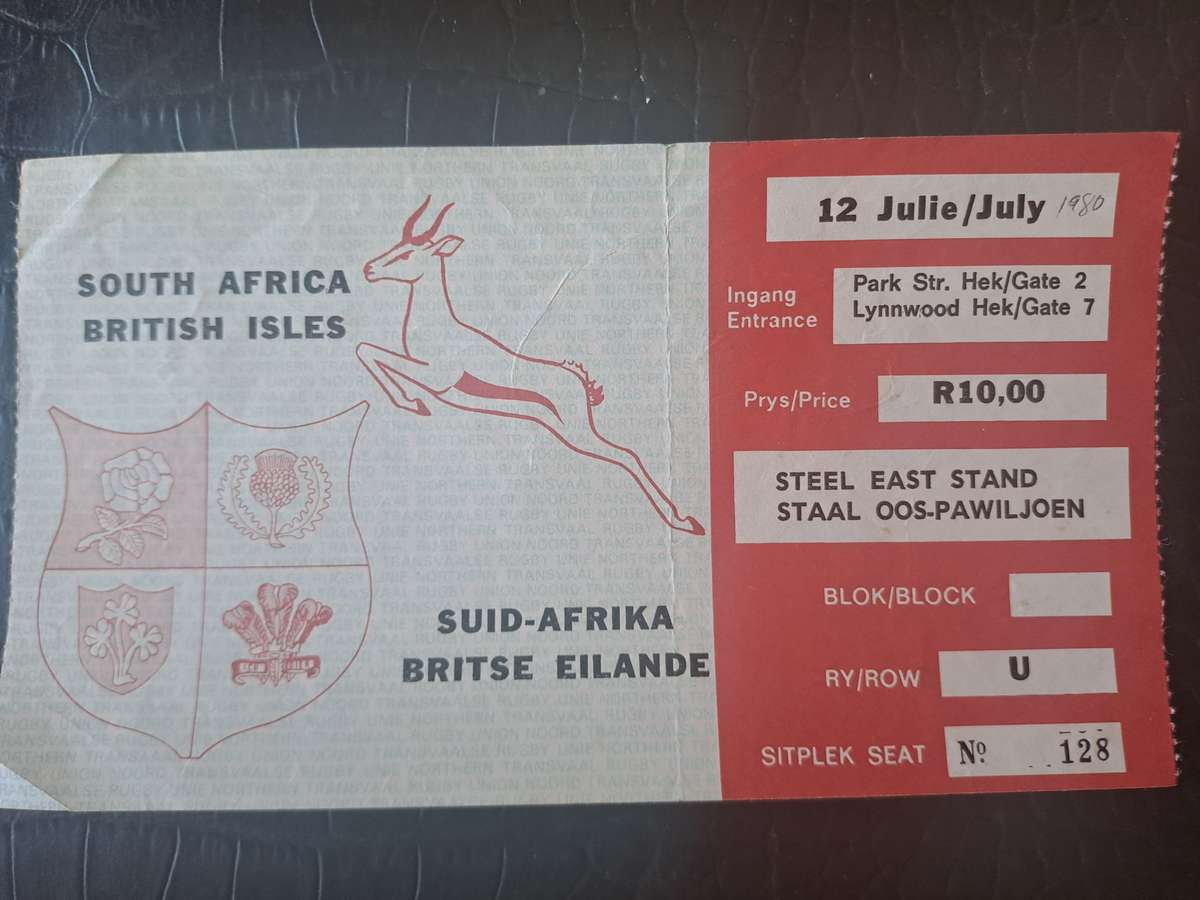 SOUTH AFRICA
BRITISH ISLES
SUID-AFRIKA
BRITSE EILANDE
12 Julie/July 1980
Ingang
Entrance
Park Str. Hek/Gate 2
Lynnwood Hek/Gate 7
Prys/Price R10,00
STEEL EAST STAND
STAAL OOS-PAWILJOEN
BLOK/BLOCK
RY/ROW U
SITPLEK SEAT No. 128